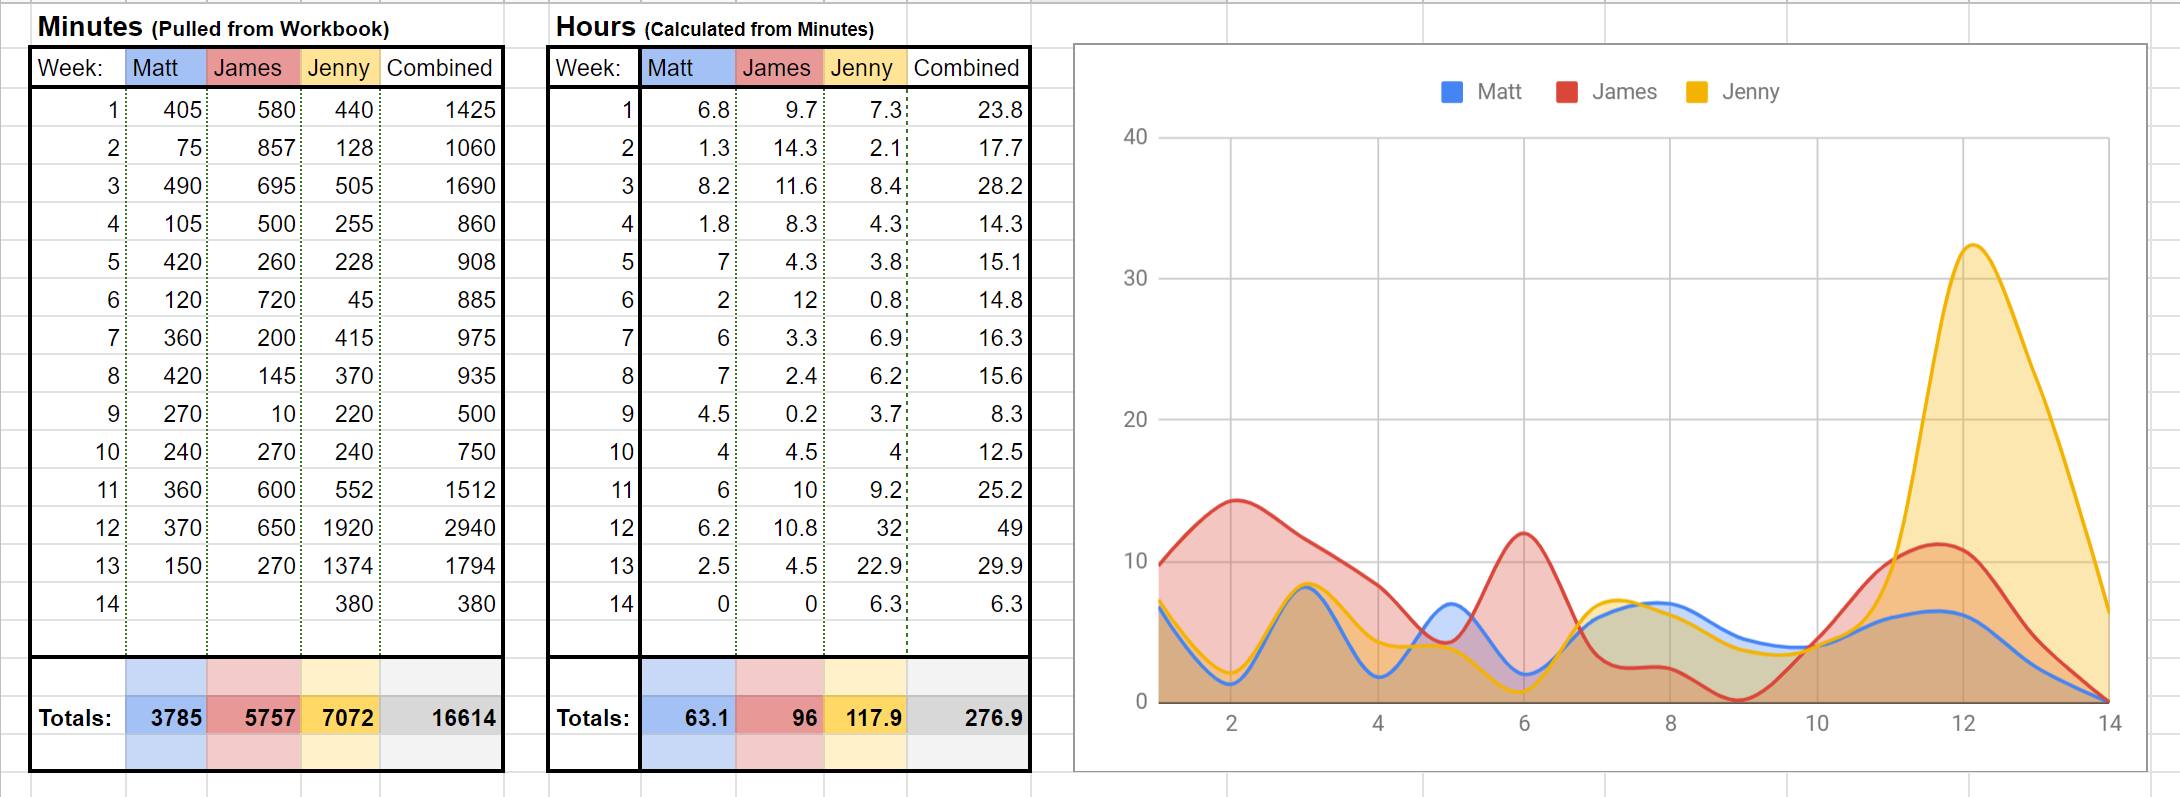 Minutes (Pulled from Workbook)
Week: Matt James Jenny Combined
1 405 580 440 1425
2 75 857 128 1060
3 490 695 505 1690
4 105 500 255 860
5 420 260 228 908
6 120 720 45 885
7 360 200 415 975
8 420 145 370 935
9 270 10 220 500
10 240 270 240 750
11 360 600 552 1512
12 370 650 1920 2940
13 150 270 1374 1794
14 380 380
Totals: 3785 5757 7072 16614
Hours (Calculated from Minutes)
Week: Matt James Jenny Combined
1 6.8 9.7 7.3 23.8
2 1.3 14.3 2.1 17.7
3 8.2 11.6 8.4 28.2
4 1.8 8.3 4.3 14.3
5 7 4.3 3.8 15.1
6 2 12 0.8 14.8
7 6 3.3 6.9 16.3
8 7 2.4 6.2 15.6
9 4.5 0.2 3.7 8.3
10 4 4.5 4 12.5
11 6 10 9.2 25.2
12 6.2 10.8 32 49
13 2.5 4.5 22.9 29.9
14 0 0 6.3 6.3
Totals: 63.1 96 117.9 276.9
Matt James Jenny
40
30
20
10
0
2 4 6 8 10 12 14